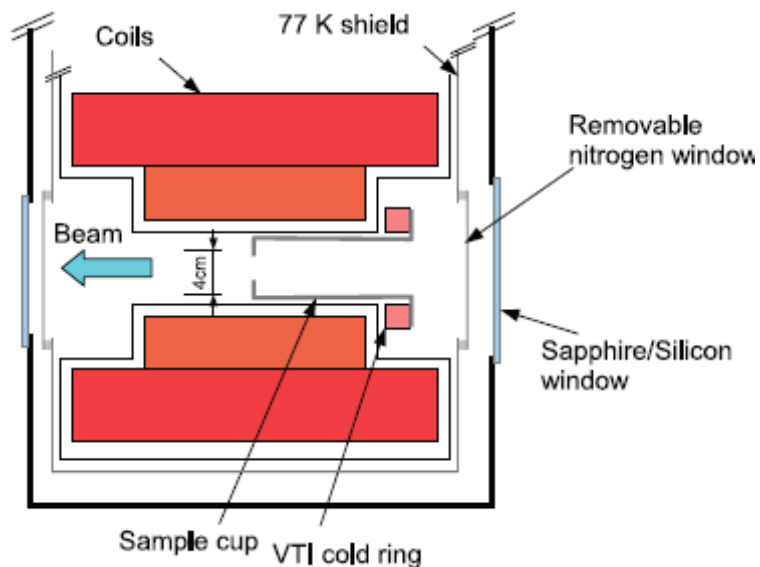 77 K shield
Coils
Removable
nitrogen window
Beam
4cm
Sapphire/Silicon
window
Sample cup
VTI cold ring